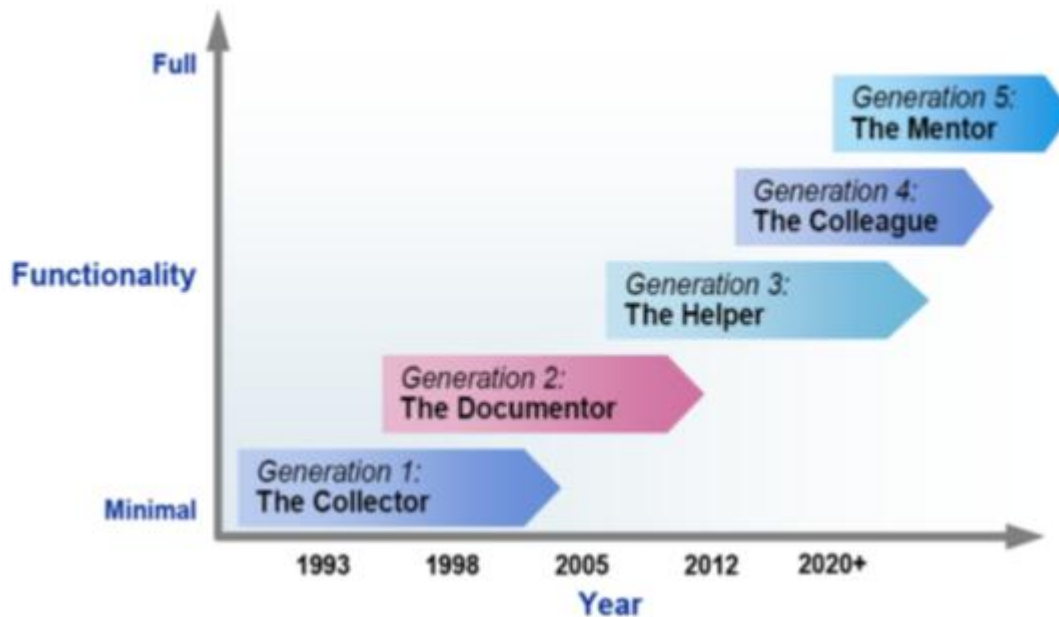 Full
Generation 5:
The Mentor
Generation 4:
The Colleague
Functionality
Generation 3:
The Helper
Generation 2:
The Documentor
Generation 1:
The Collector
Minimal
1993 1998 2005 2012 2020+
Year